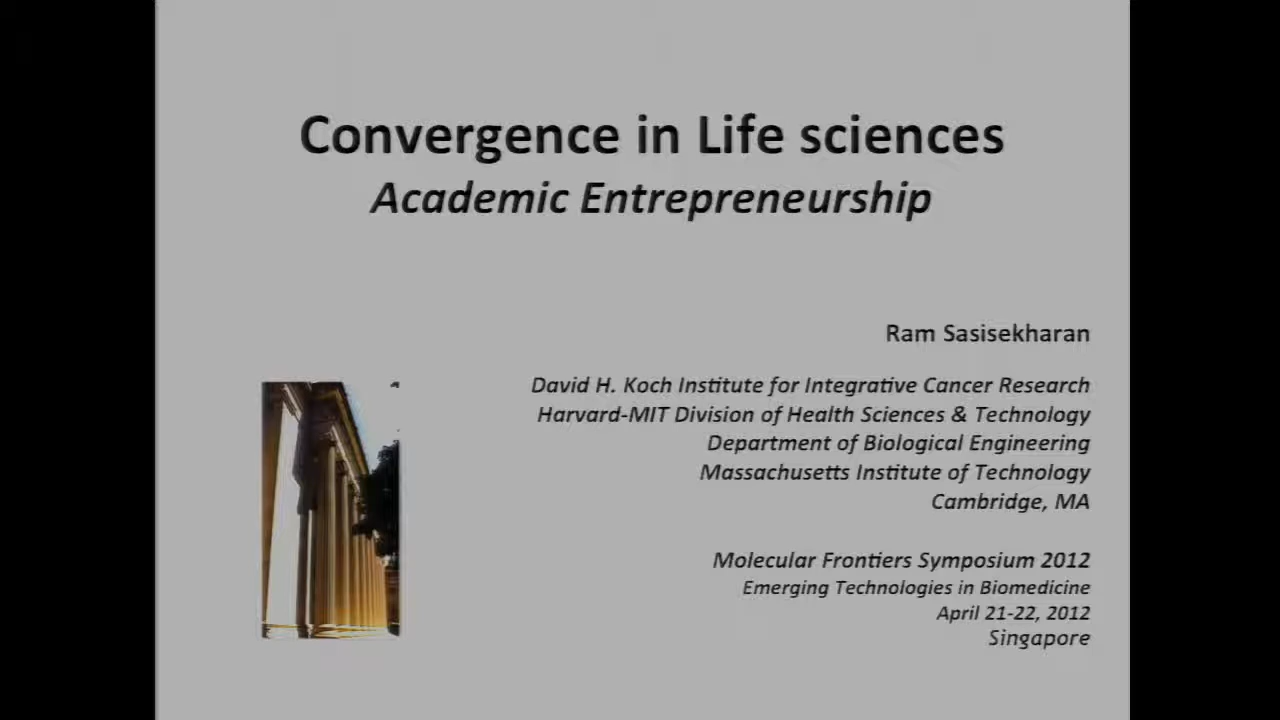 Convergence in Life sciences
Academic Entrepreneurship
Ram Sasisekharan
David H. Koch Institute for Integrative Cancer Research
Harvard-MIT Division of Health Sciences & Technology
Department of Biological Engineering
Massachusetts Institute of Technology
Cambridge, MA
Molecular Frontiers Symposium 2012
Emerging Technologies in Biomedicine
April 21-22, 2012
Singapore